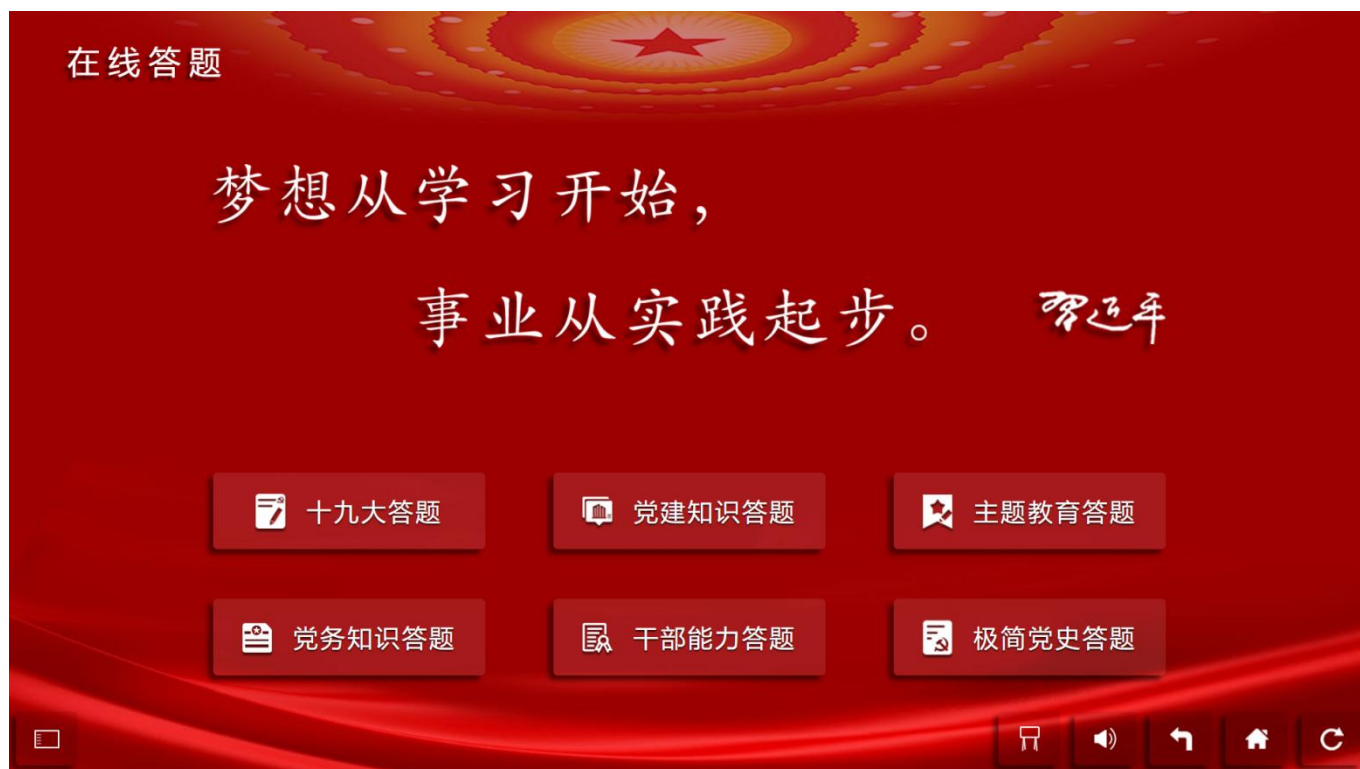 在线答题
梦想从学习开始，
事业从实践起步。 习近平
十九大答题 党建知识答题 主题教育答题
党务知识答题 干部能力答题 极简党史答题